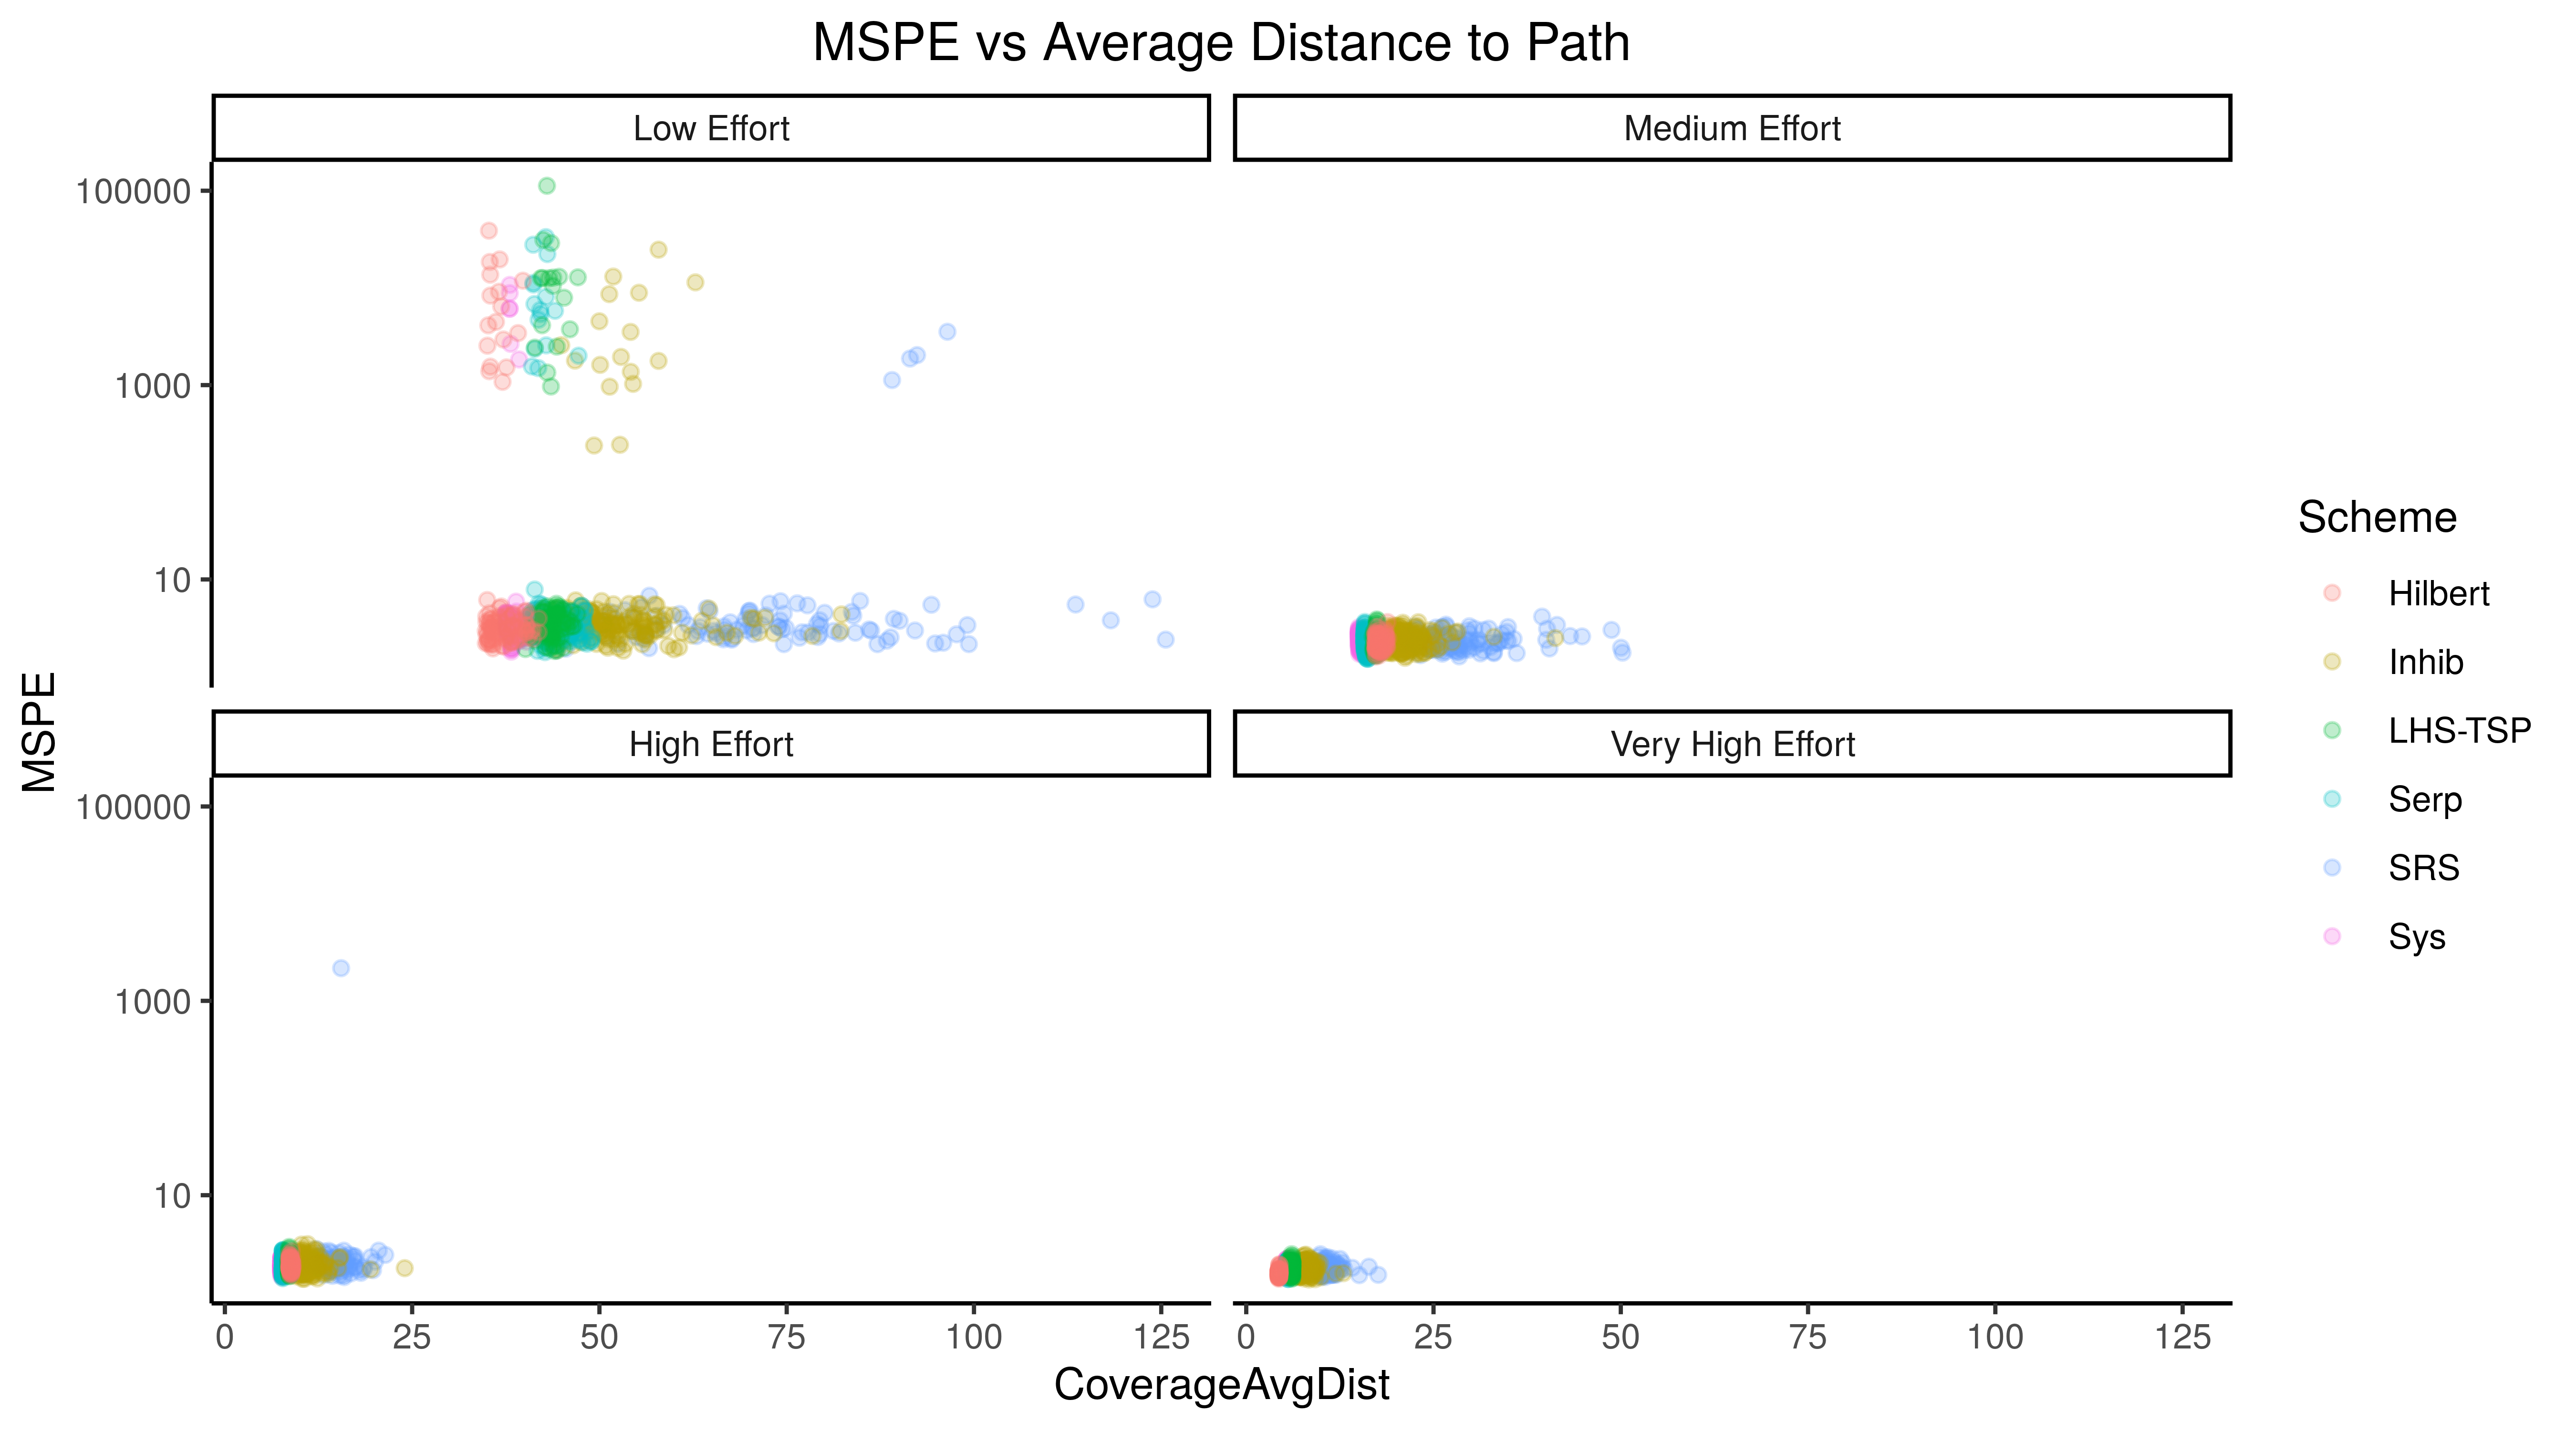 MSPE vs Average Distance to Path
Low Effort
Medium Effort
100000
1000
10
High Effort
Very High Effort
100000
1000
10
MSPE
0 25 50 75 100 125
0 25 50 75 100 125
CoverageAvgDist
Scheme
Hilbert
Inhib
LHS-TSP
Serp
SRS
Sys